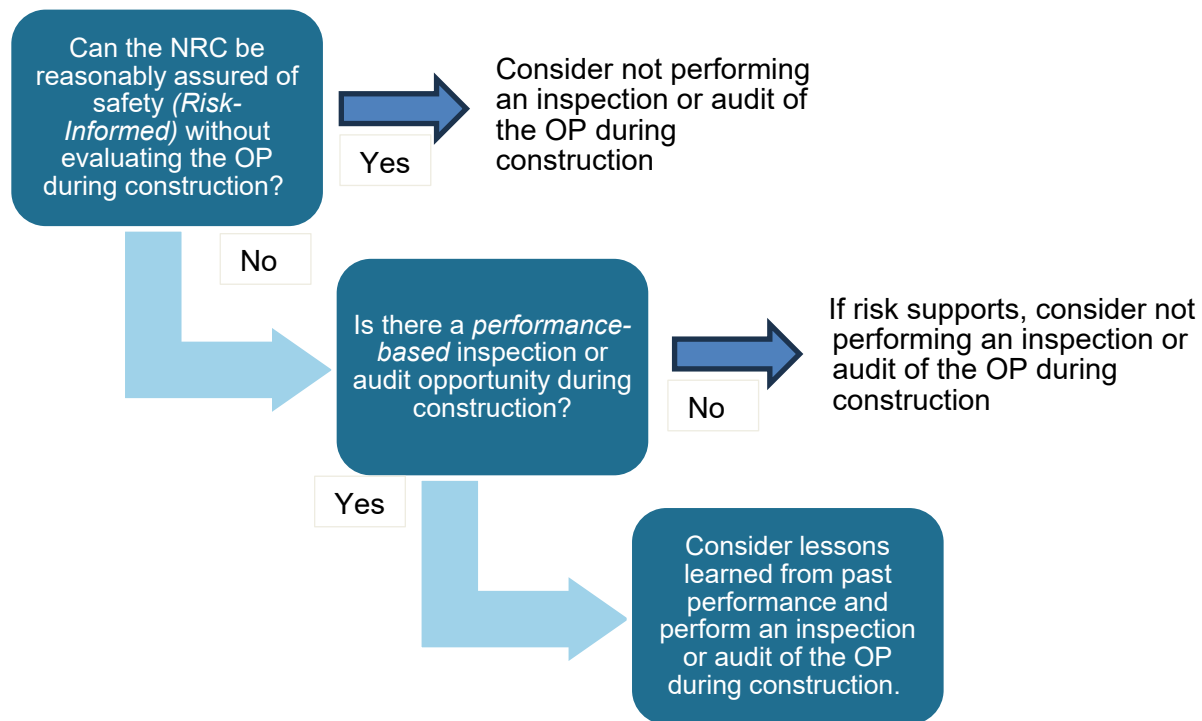 Can the NRC be
reasonably assured of
safety (Risk-
Informed) without
evaluating the OP
during construction?
Yes
Consider not performing
an inspection or audit of
the OP during
construction
No
Is there a performance-
based inspection or
audit opportunity during
construction?
No
If risk supports, consider not
performing an inspection or
audit of the OP during
construction
Yes
Consider lessons
learned from past
performance and
perform an inspection
or audit of the OP
during construction.